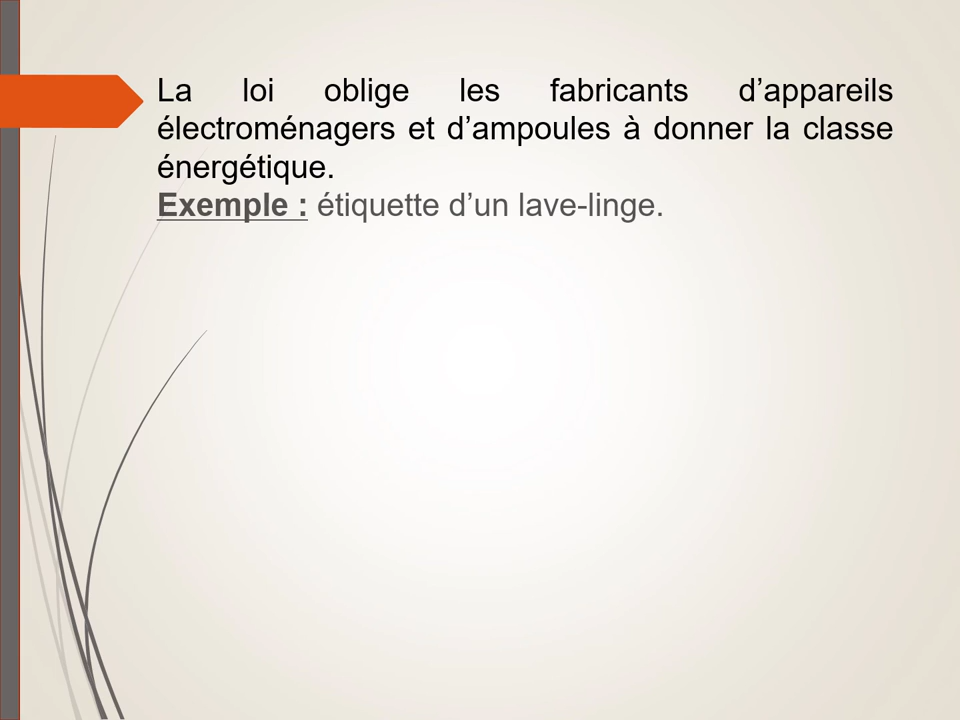 La loi oblige les fabricants d’appareils
électroménagers et d’ampoules à donner la classe
énergétique.
Exemple : étiquette d’un lave-linge.